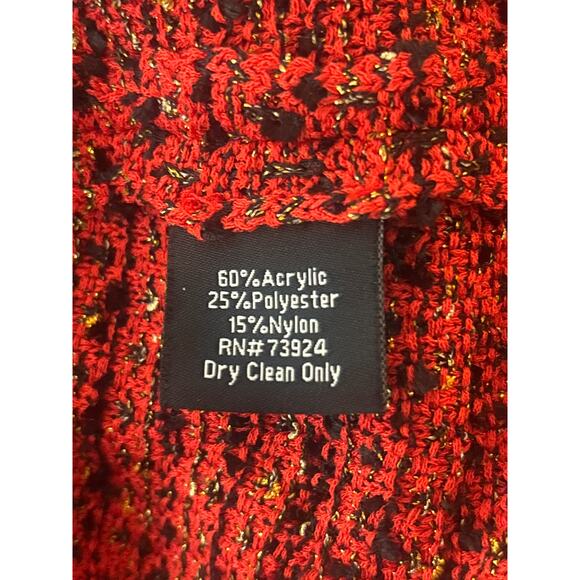 60%Acrylic
25%Polyester
15%Nylon
RN#73924
Dry Clean Only